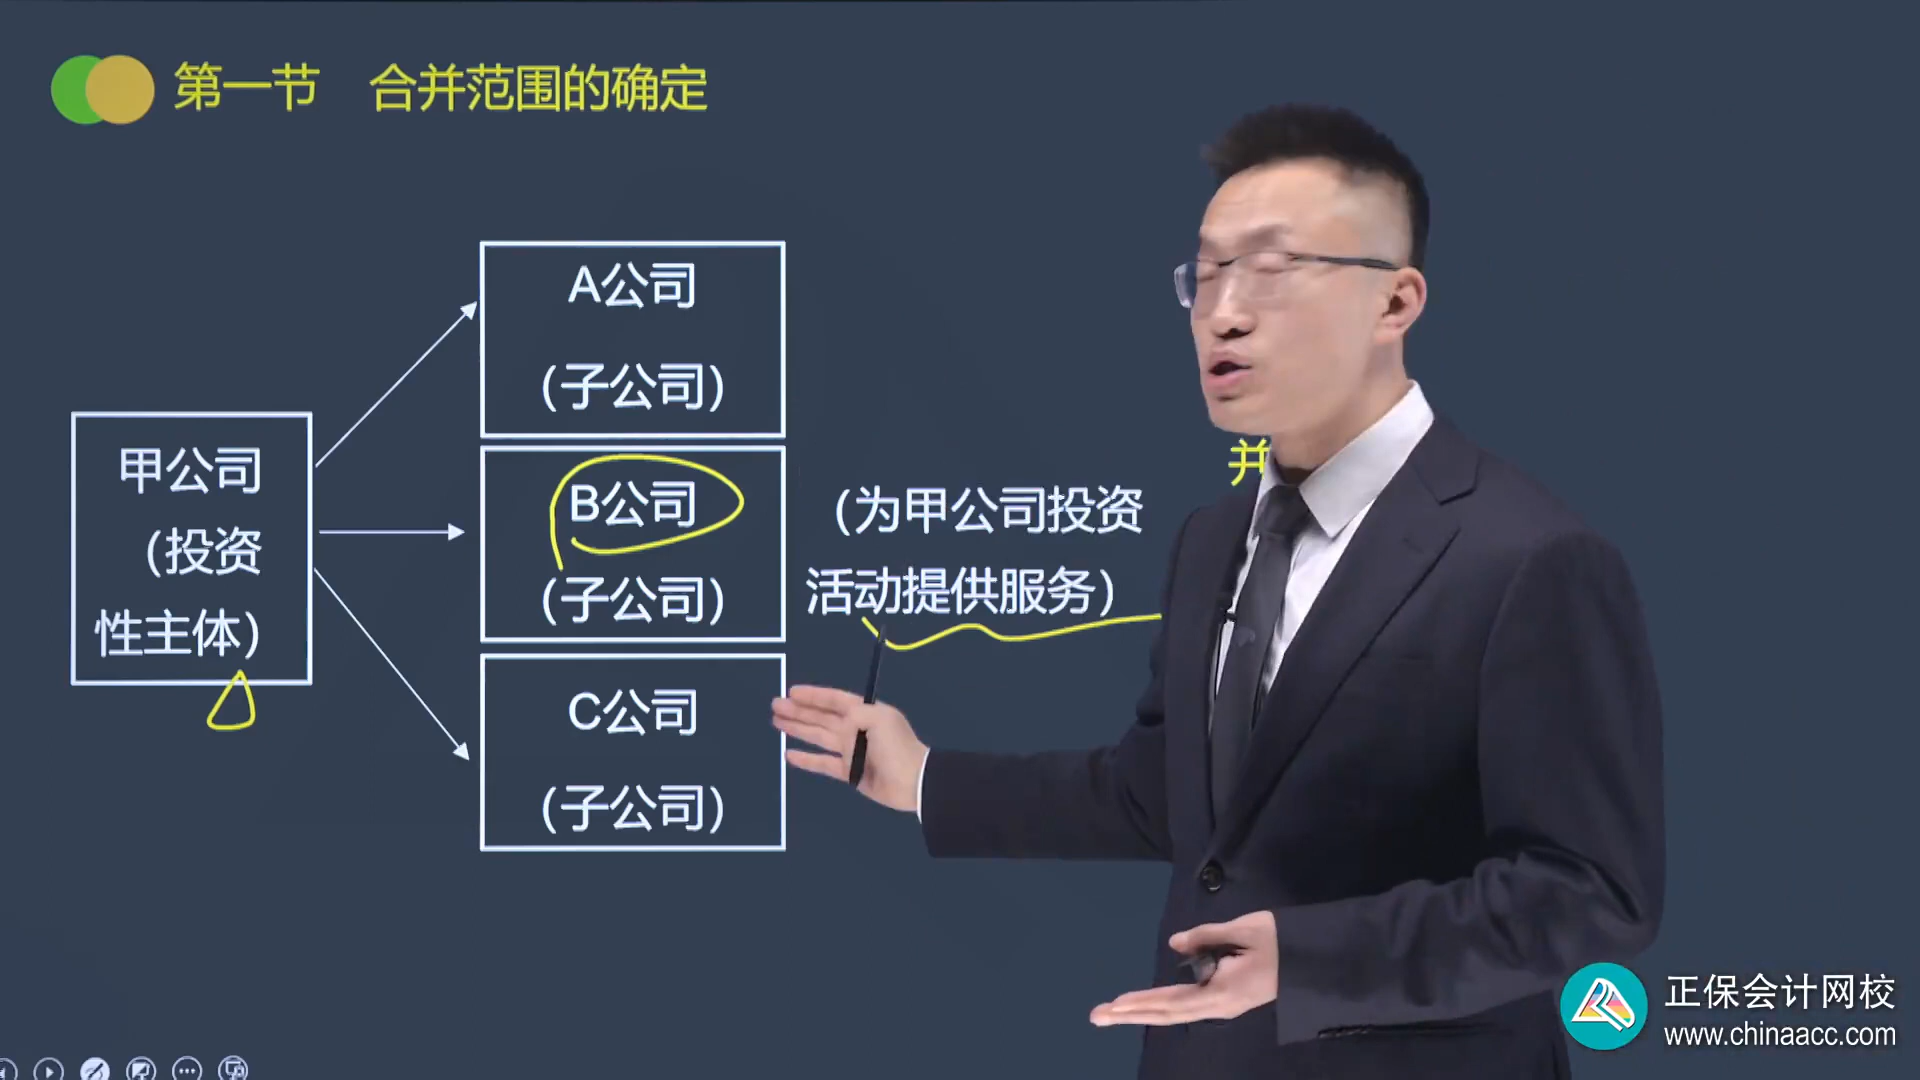 第一节 合并范围的确定
A公司
(子公司)
甲公司
(投资
性主体)
B公司
(子公司)
(为甲公司投资
活动提供服务)
并
C公司
(子公司)
正保会计网校
www.chinaacc.com